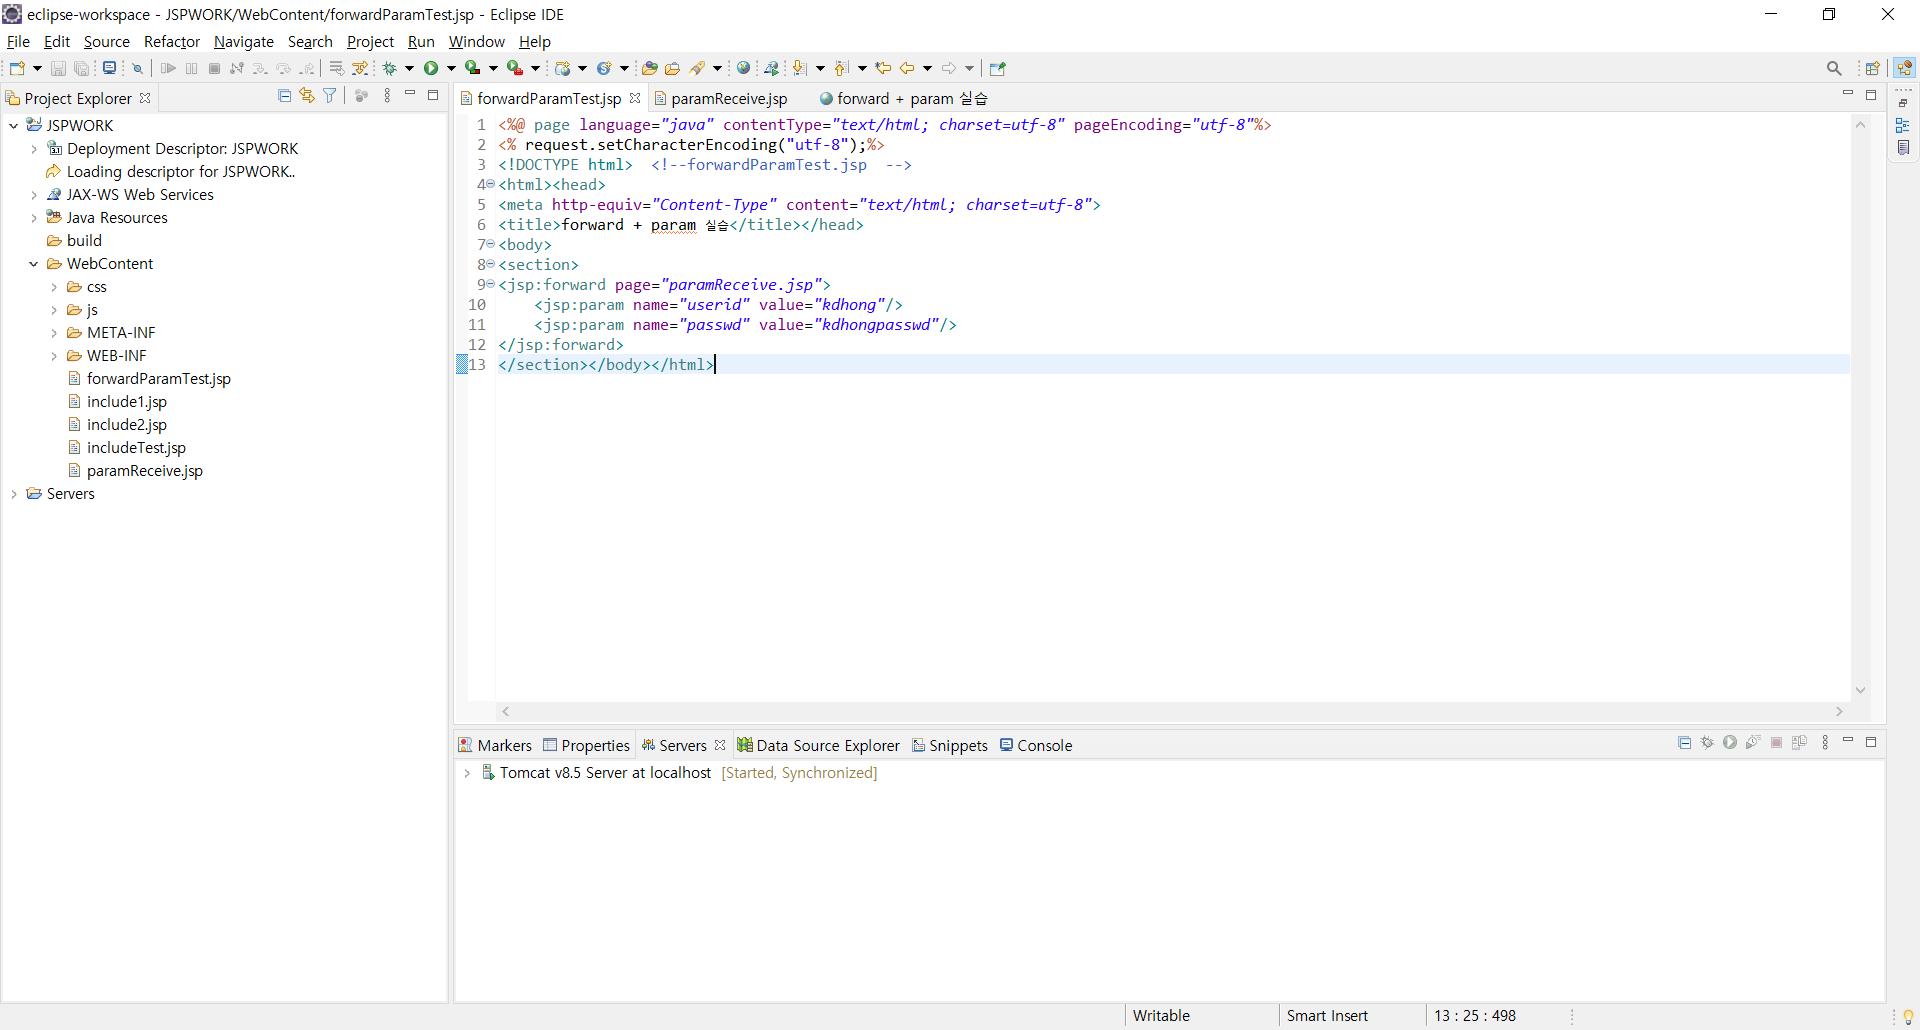 eclipse-workspace - JSPWORK/WebContent/forwardParamTest.jsp - Eclipse IDE
File Edit Source Refactor Navigate Search Project Run Window Help
Project Explorer
JSPWORK
Deployment Descriptor: JSPWORK
Loading descriptor for JSPWORK..
JAX-WS Web Services
Java Resources
build
WebContent
css
js
META-INF
WEB-INF
forwardParamTest.jsp
include1.jsp
include2.jsp
includeTest.jsp
paramReceive.jsp
Servers
forwardParamTest.jsp paramReceive.jsp forward + param 실습
1 <%@ page language="java" contentType="text/html; charset=utf-8" pageEncoding="utf-8"%>
2 <% request.setCharacterEncoding("utf-8");%>
3 <!DOCTYPE html>  <!--forwardParamTest.jsp  -->
4 <html><head>
5 <meta http-equiv="Content-Type" content="text/html; charset=utf-8">
6 <title>forward + param 실습</title></head>
7 <body>
8 <section>
9 <jsp:forward page="paramReceive.jsp">
10     <jsp:param name="userid" value="kdhong"/>
11     <jsp:param name="passwd" value="kdhongpasswd"/>
12 </jsp:forward>
13 </section></body></html>
Markers Properties Servers Data Source Explorer Snippets Console
Tomcat v8.5 Server at localhost [Started, Synchronized]
Writable Smart Insert 13 : 25 : 498